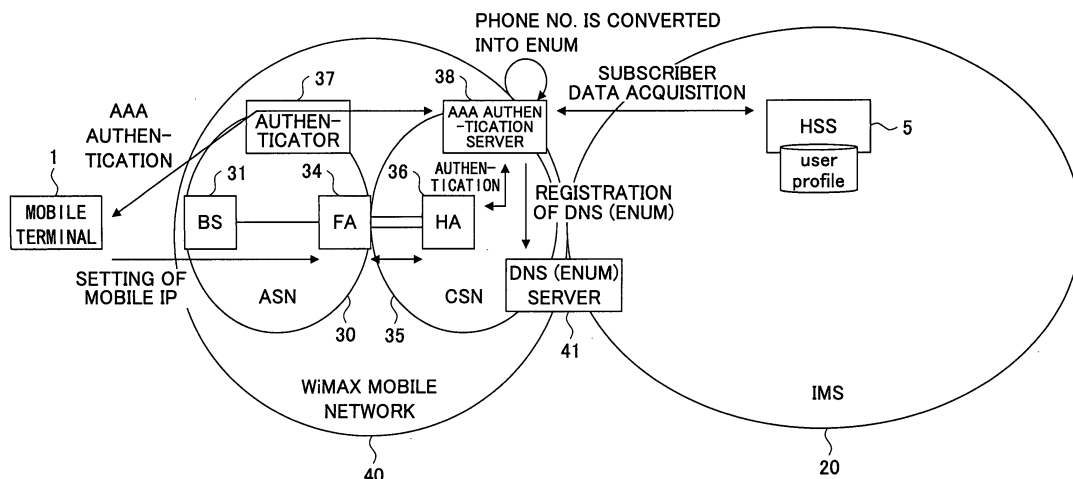 PHONE NO. IS CONVERTED
INTO ENUM
37
38
SUBSCRIBER
DATA ACQUISITION
AAA
AUTHEN-
TICATION
AUTHEN-
TICATOR
AAA AUTHEN
-TICATION
SERVER
HSS
5
user
profile
1
31
34
36
AUTHEN-
TICATION
REGISTRATION
OF DNS (ENUM)
MOBILE
TERMINAL
BS
FA
HA
SETTING OF
MOBILE IP
ASN
CSN
DNS (ENUM)
SERVER
30
35
41
WiMAX MOBILE
NETWORK
IMS
40
20